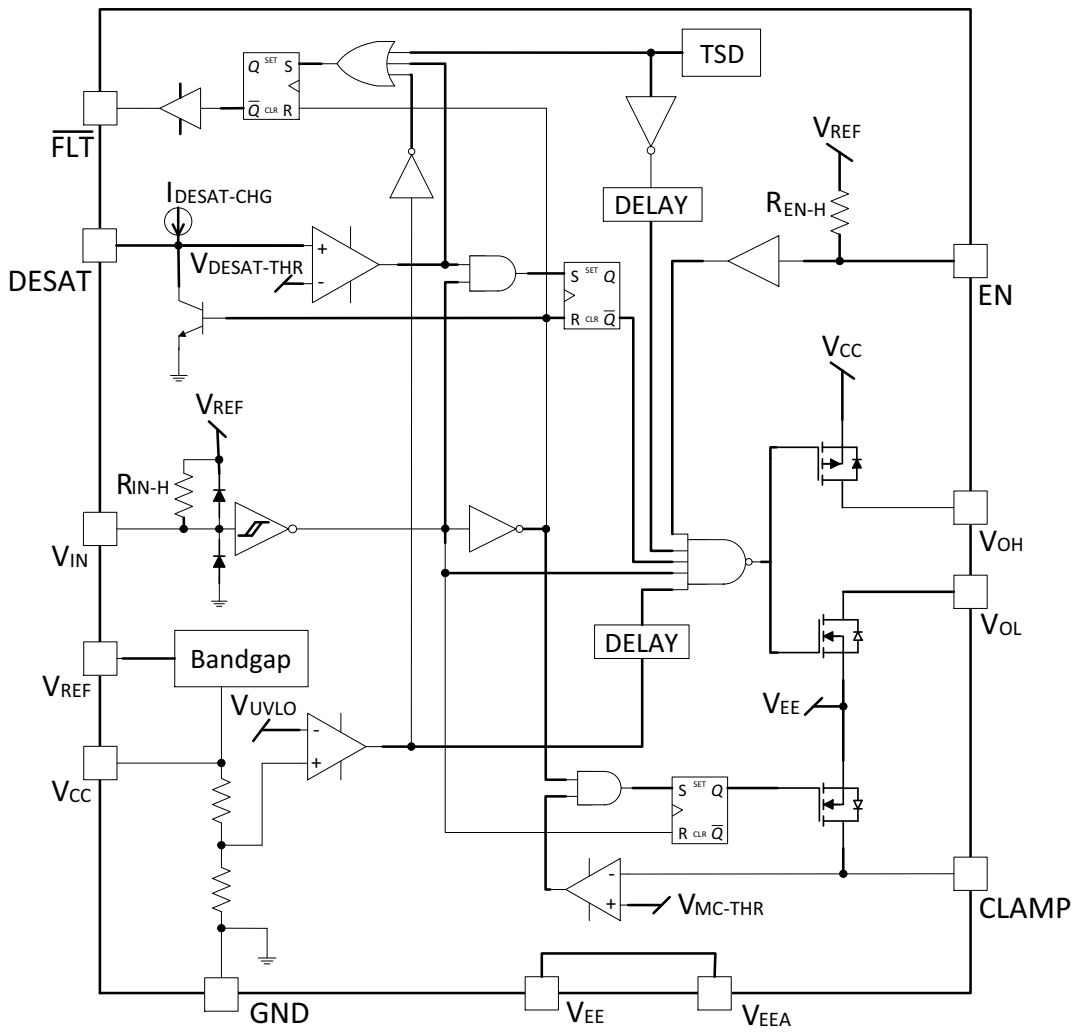 TSD
Q SET S
Q̅ CLR R
F̅L̅T̅
VREF
IDESAT-CHG
DELAY
REN-H
DESAT
VDESAT-THR
+
-
S SET Q
R CLR Q̅
EN
VCC
VREF
RIN-H
VIN
VOH
VOL
DELAY
Bandgap
VREF
VUVLO
-
+
VEE
VCC
S SET Q
R CLR Q̅
-
+
VMC-THR
CLAMP
GND
VEE
VEEA